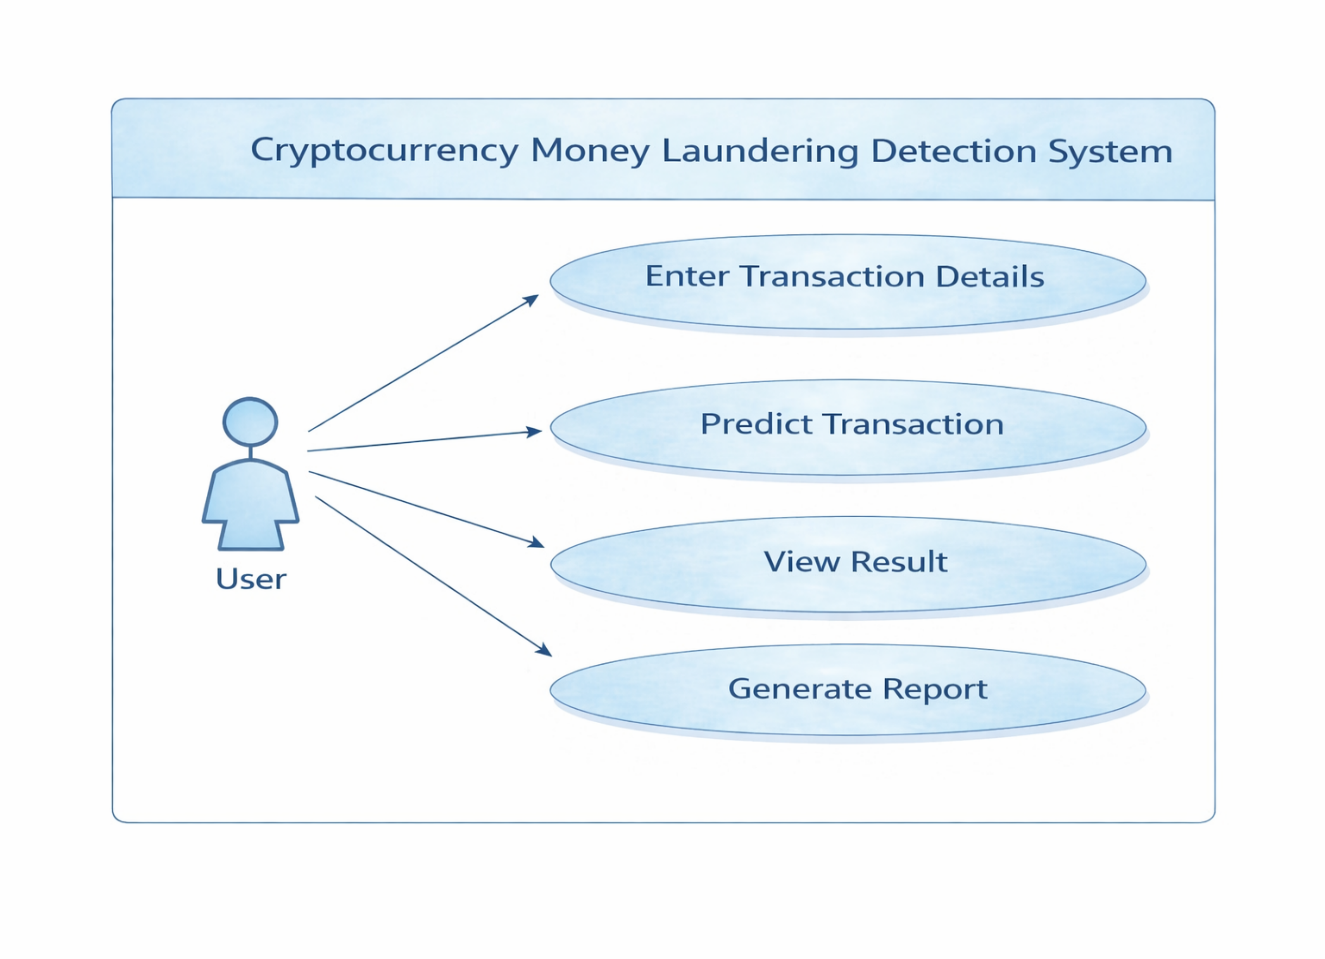 Cryptocurrency Money Laundering Detection System
Enter Transaction Details
Predict Transaction
View Result
User
Generate Report